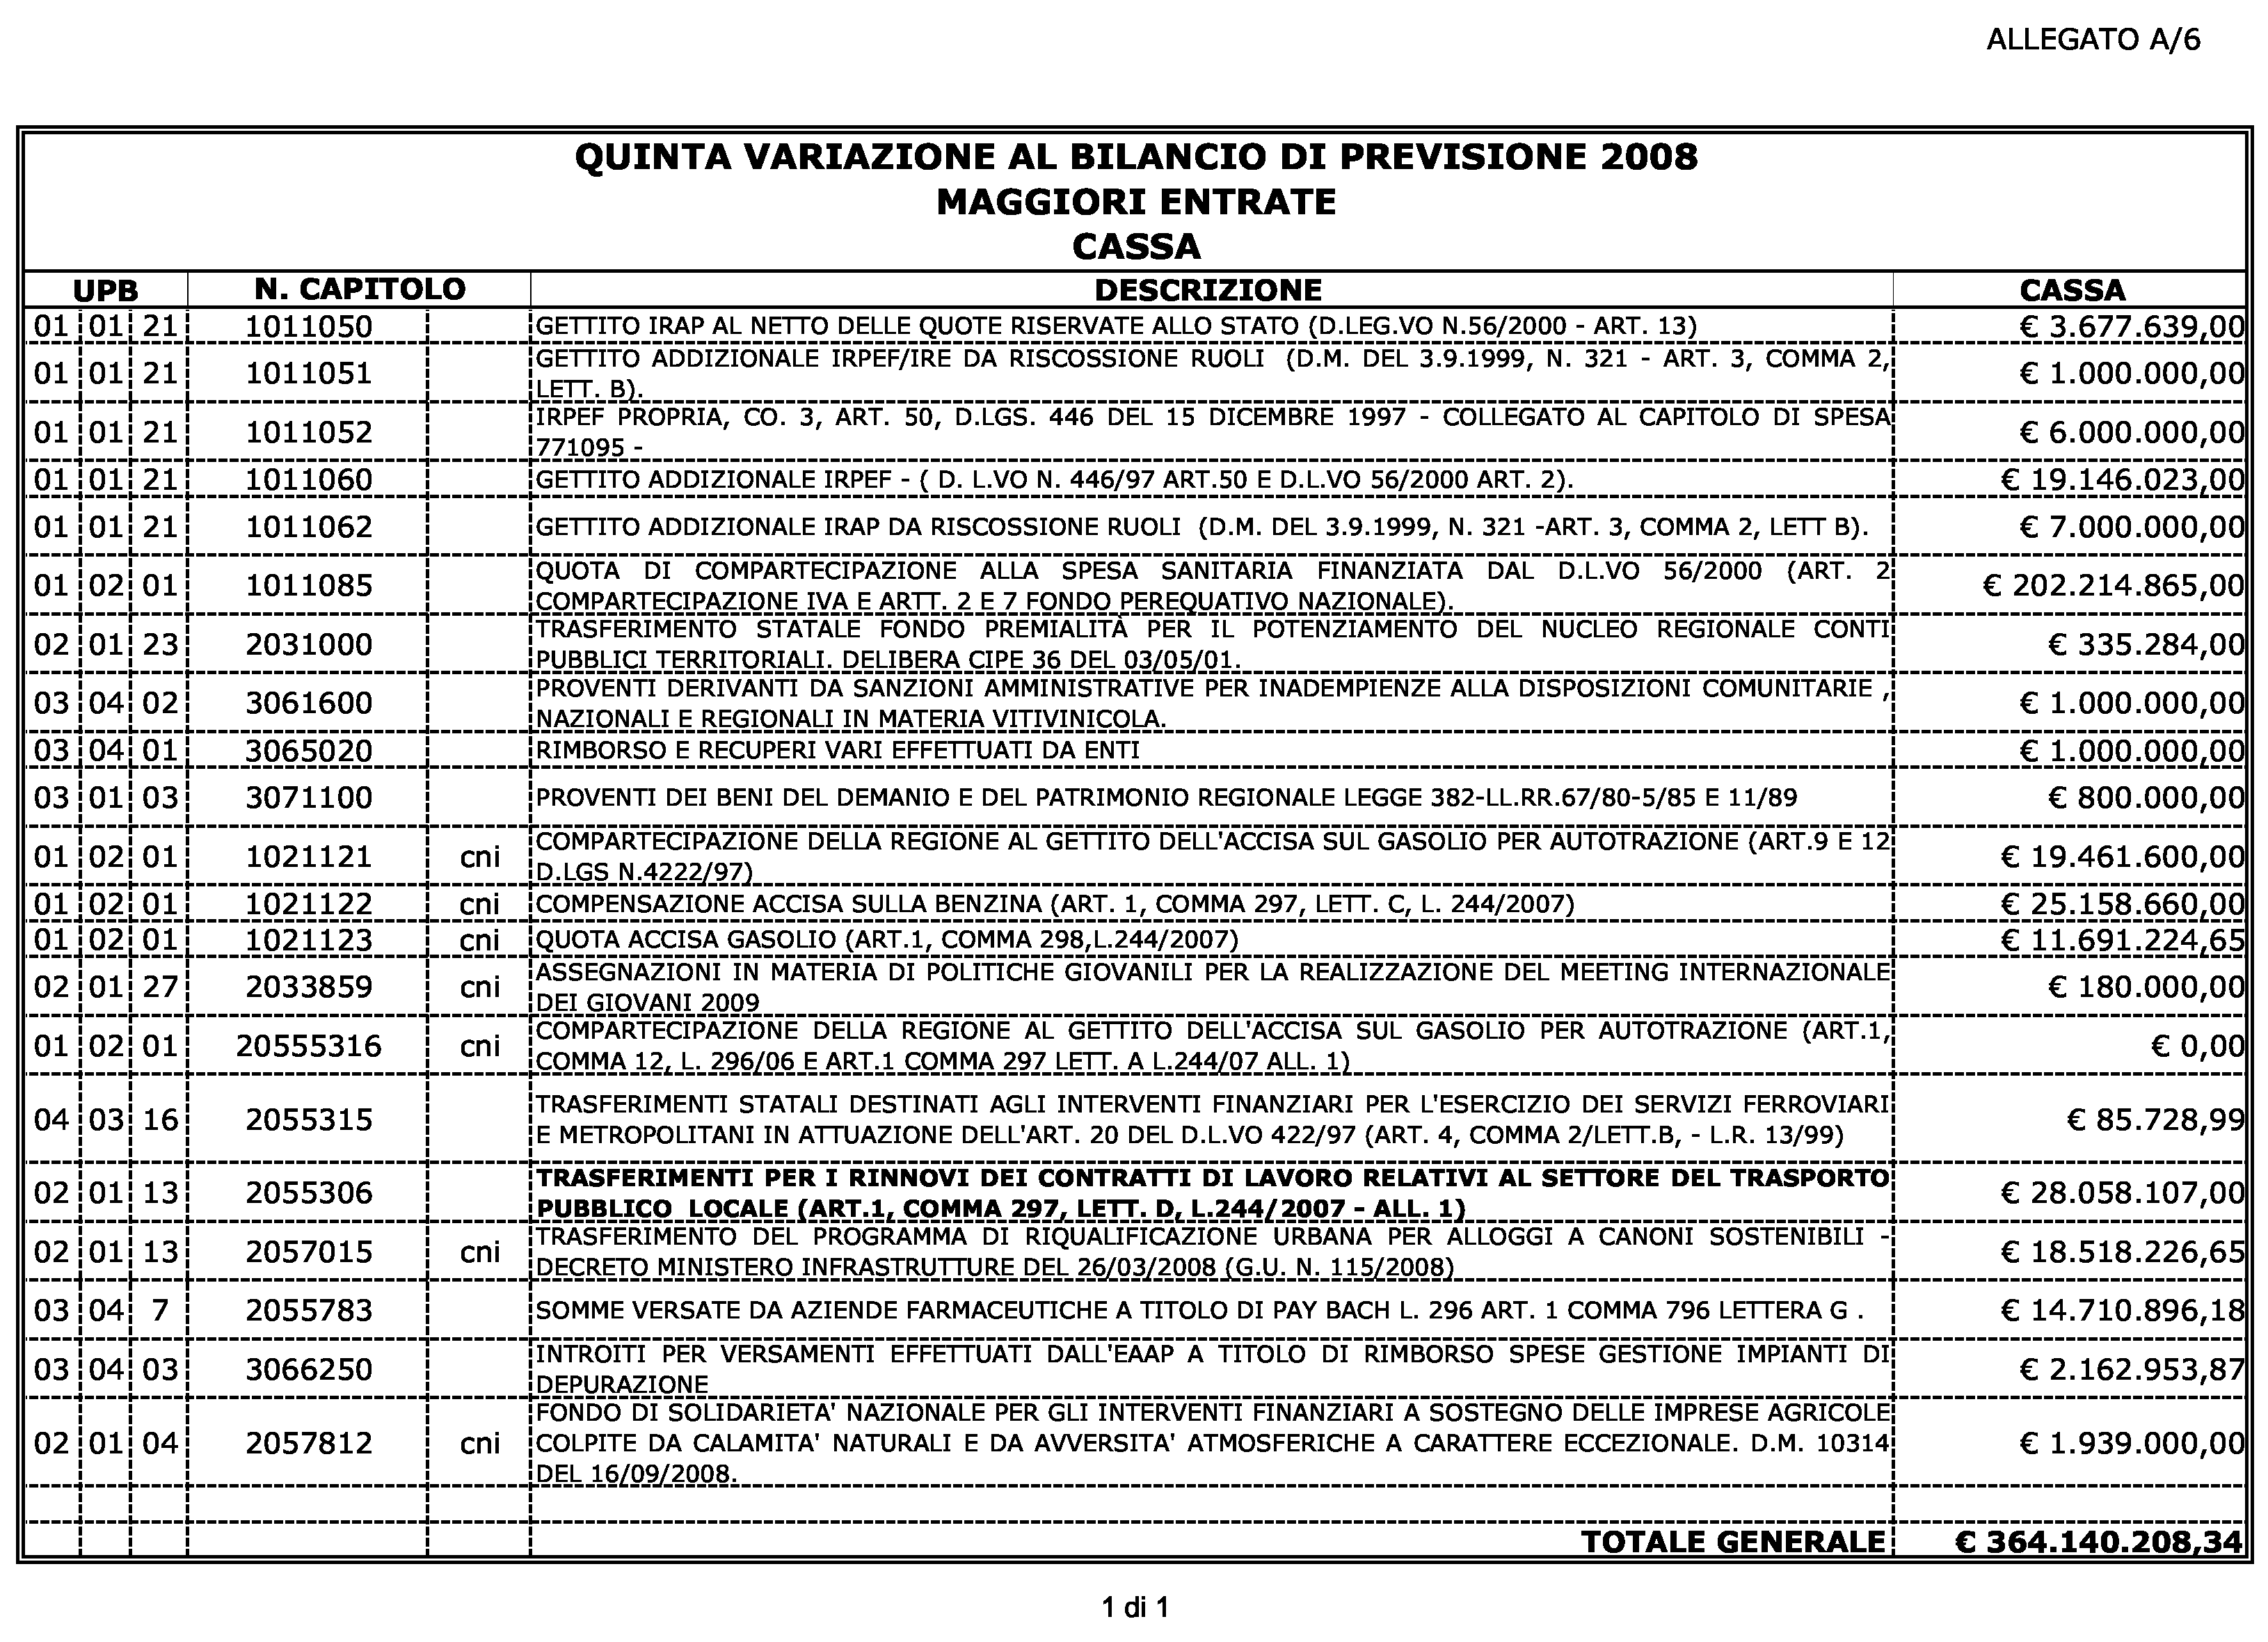 ALLEGATO A/6
QUINTA VARIAZIONE AL BILANCIO DI PREVISIONE 2008
MAGGIORI ENTRATE
CASSA
UPB N. CAPITOLO DESCRIZIONE CASSA
01 01 21 1011050 GETTITO IRAP AL NETTO DELLE QUOTE RISERVATE ALLO STATO (D.LEG.VO N.56/2000 - ART. 13) € 3.677.639,00
01 01 21 1011051 GETTITO ADDIZIONALE IRPEF/IRE DA RISCOSSIONE RUOLI (D.M. DEL 3.9.1999, N. 321 - ART. 3, COMMA 2,
LETT. B). € 1.000.000,00
01 01 21 1011052 IRPEF PROPRIA, CO. 3, ART. 50, D.LGS. 446 DEL 15 DICEMBRE 1997 - COLLEGATO AL CAPITOLO DI SPESA
771095 - € 6.000.000,00
01 01 21 1011060 GETTITO ADDIZIONALE IRPEF - ( D. L.VO N. 446/97 ART.50 E D.L.VO 56/2000 ART. 2). € 19.146.023,00
01 01 21 1011062 GETTITO ADDIZIONALE IRAP DA RISCOSSIONE RUOLI (D.M. DEL 3.9.1999, N. 321 -ART. 3, COMMA 2, LETT B). € 7.000.000,00
01 02 01 1011085 QUOTA DI COMPARTECIPAZIONE ALLA SPESA SANITARIA FINANZIATA DAL D.L.VO 56/2000 (ART. 2
COMPARTECIPAZIONE IVA E ARTT. 2 E 7 FONDO PEREQUATIVO NAZIONALE). € 202.214.865,00
02 01 23 2031000 TRASFERIMENTO STATALE FONDO PREMIALITÀ PER IL POTENZIAMENTO DEL NUCLEO REGIONALE CONTI
PUBBLICI TERRITORIALI. DELIBERA CIPE 36 DEL 03/05/01. € 335.284,00
03 04 02 3061600 PROVENTI DERIVANTI DA SANZIONI AMMINISTRATIVE PER INADEMPIENZE ALLA DISPOSIZIONI COMUNITARIE ,
NAZIONALI E REGIONALI IN MATERIA VITIVINICOLA. € 1.000.000,00
03 04 01 3065020 RIMBORSO E RECUPERI VARI EFFETTUATI DA ENTI € 1.000.000,00
03 01 03 3071100 PROVENTI DEI BENI DEL DEMANIO E DEL PATRIMONIO REGIONALE LEGGE 382-LL.RR.67/80-5/85 E 11/89 € 800.000,00
01 02 01 1021121 cni COMPARTECIPAZIONE DELLA REGIONE AL GETTITO DELL'ACCISA SUL GASOLIO PER AUTOTRAZIONE (ART.9 E 12
D.LGS N.4222/97) € 19.461.600,00
01 02 01 1021122 cni COMPENSAZIONE ACCISA SULLA BENZINA (ART. 1, COMMA 297, LETT. C, L. 244/2007) € 25.158.660,00
01 02 01 1021123 cni QUOTA ACCISA GASOLIO (ART.1, COMMA 298,L.244/2007) € 11.691.224,65
02 01 27 2033859 cni ASSEGNAZIONI IN MATERIA DI POLITICHE GIOVANILI PER LA REALIZZAZIONE DEL MEETING INTERNAZIONALE
DEI GIOVANI 2009 € 180.000,00
01 02 01 20555316 cni COMPARTECIPAZIONE DELLA REGIONE AL GETTITO DELL'ACCISA SUL GASOLIO PER AUTOTRAZIONE (ART.1,
COMMA 12, L. 296/06 E ART.1 COMMA 297 LETT. A L.244/07 ALL. 1) € 0,00
04 03 16 2055315 TRASFERIMENTI STATALI DESTINATI AGLI INTERVENTI FINANZIARI PER L'ESERCIZIO DEI SERVIZI FERROVIARI
E METROPOLITANI IN ATTUAZIONE DELL'ART. 20 DEL D.L.VO 422/97 (ART. 4, COMMA 2/LETT.B, - L.R. 13/99) € 85.728,99
02 01 13 2055306 TRASFERIMENTI PER I RINNOVI DEI CONTRATTI DI LAVORO RELATIVI AL SETTORE DEL TRASPORTO
PUBBLICO LOCALE (ART.1, COMMA 297, LETT. D, L.244/2007 - ALL. 1) € 28.058.107,00
02 01 13 2057015 cni TRASFERIMENTO DEL PROGRAMMA DI RIQUALIFICAZIONE URBANA PER ALLOGGI A CANONI SOSTENIBILI -
DECRETO MINISTERO INFRASTRUTTURE DEL 26/03/2008 (G.U. N. 115/2008) € 18.518.226,65
03 04 7 2055783 SOMME VERSATE DA AZIENDE FARMACEUTICHE A TITOLO DI PAY BACH L. 296 ART. 1 COMMA 796 LETTERA G . € 14.710.896,18
03 04 03 3066250 INTROITI PER VERSAMENTI EFFETTUATI DALL'EAAP A TITOLO DI RIMBORSO SPESE GESTIONE IMPIANTI DI
DEPURAZIONE € 2.162.953,87
02 01 04 2057812 cni FONDO DI SOLIDARIETA' NAZIONALE PER GLI INTERVENTI FINANZIARI A SOSTEGNO DELLE IMPRESE AGRICOLE
COLPITE DA CALAMITA' NATURALI E DA AVVERSITA' ATMOSFERICHE A CARATTERE ECCEZIONALE. D.M. 10314
DEL 16/09/2008. € 1.939.000,00
TOTALE GENERALE € 364.140.208,34
1 di 1